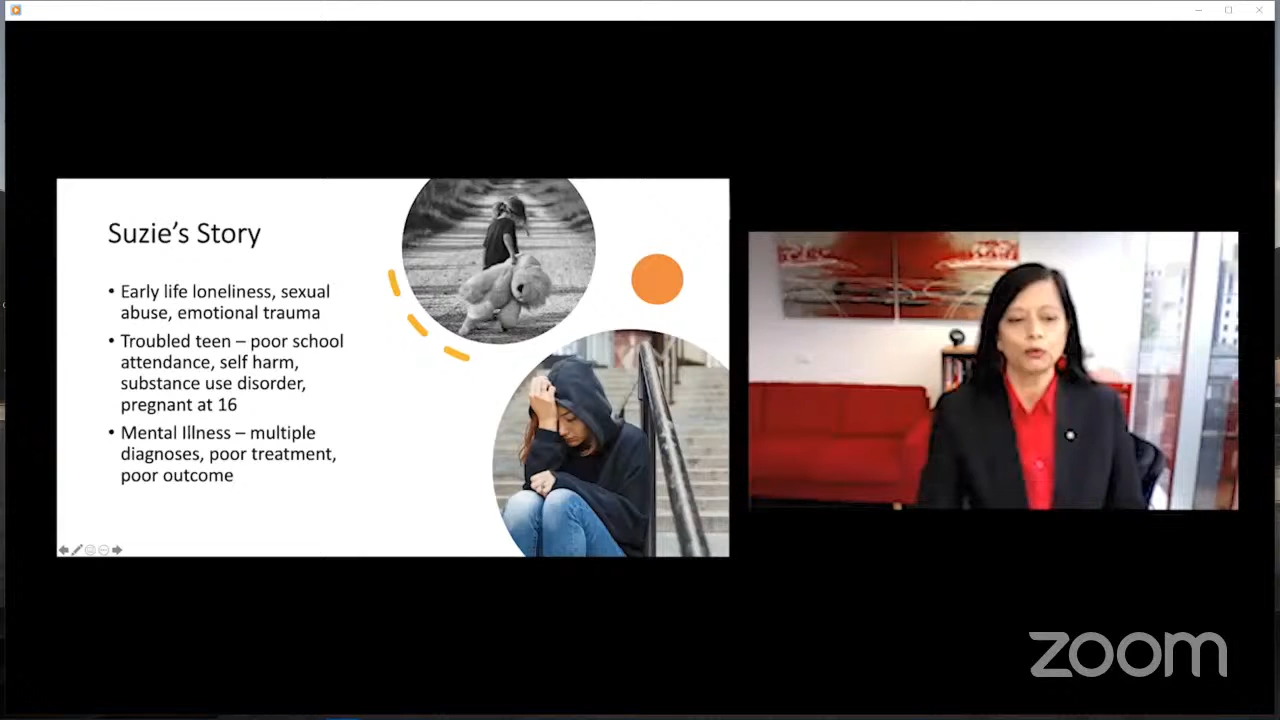 Suzie's Story
• Early life loneliness, sexual
abuse, emotional trauma
• Troubled teen – poor school
attendance, self harm,
substance use disorder,
pregnant at 16
• Mental Illness – multiple
diagnoses, poor treatment,
poor outcome
zoom